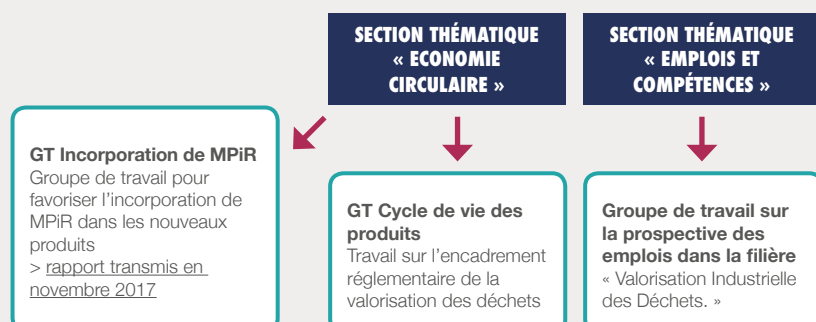 SECTION THÉMATIQUE
« ECONOMIE
CIRCULAIRE »
SECTION THÉMATIQUE
« EMPLOIS ET
COMPÉTENCES »
GT Incorporation de MPiR
Groupe de travail pour
favoriser l’incorporation de
MPiR dans les nouveaux
produits
> rapport transmis en
novembre 2017
GT Cycle de vie des
produits
Travail sur l’encadrement
réglementaire de la
valorisation des déchets
Groupe de travail sur
la prospective des
emplois dans la filière
« Valorisation Industrielle
des Déchets. »